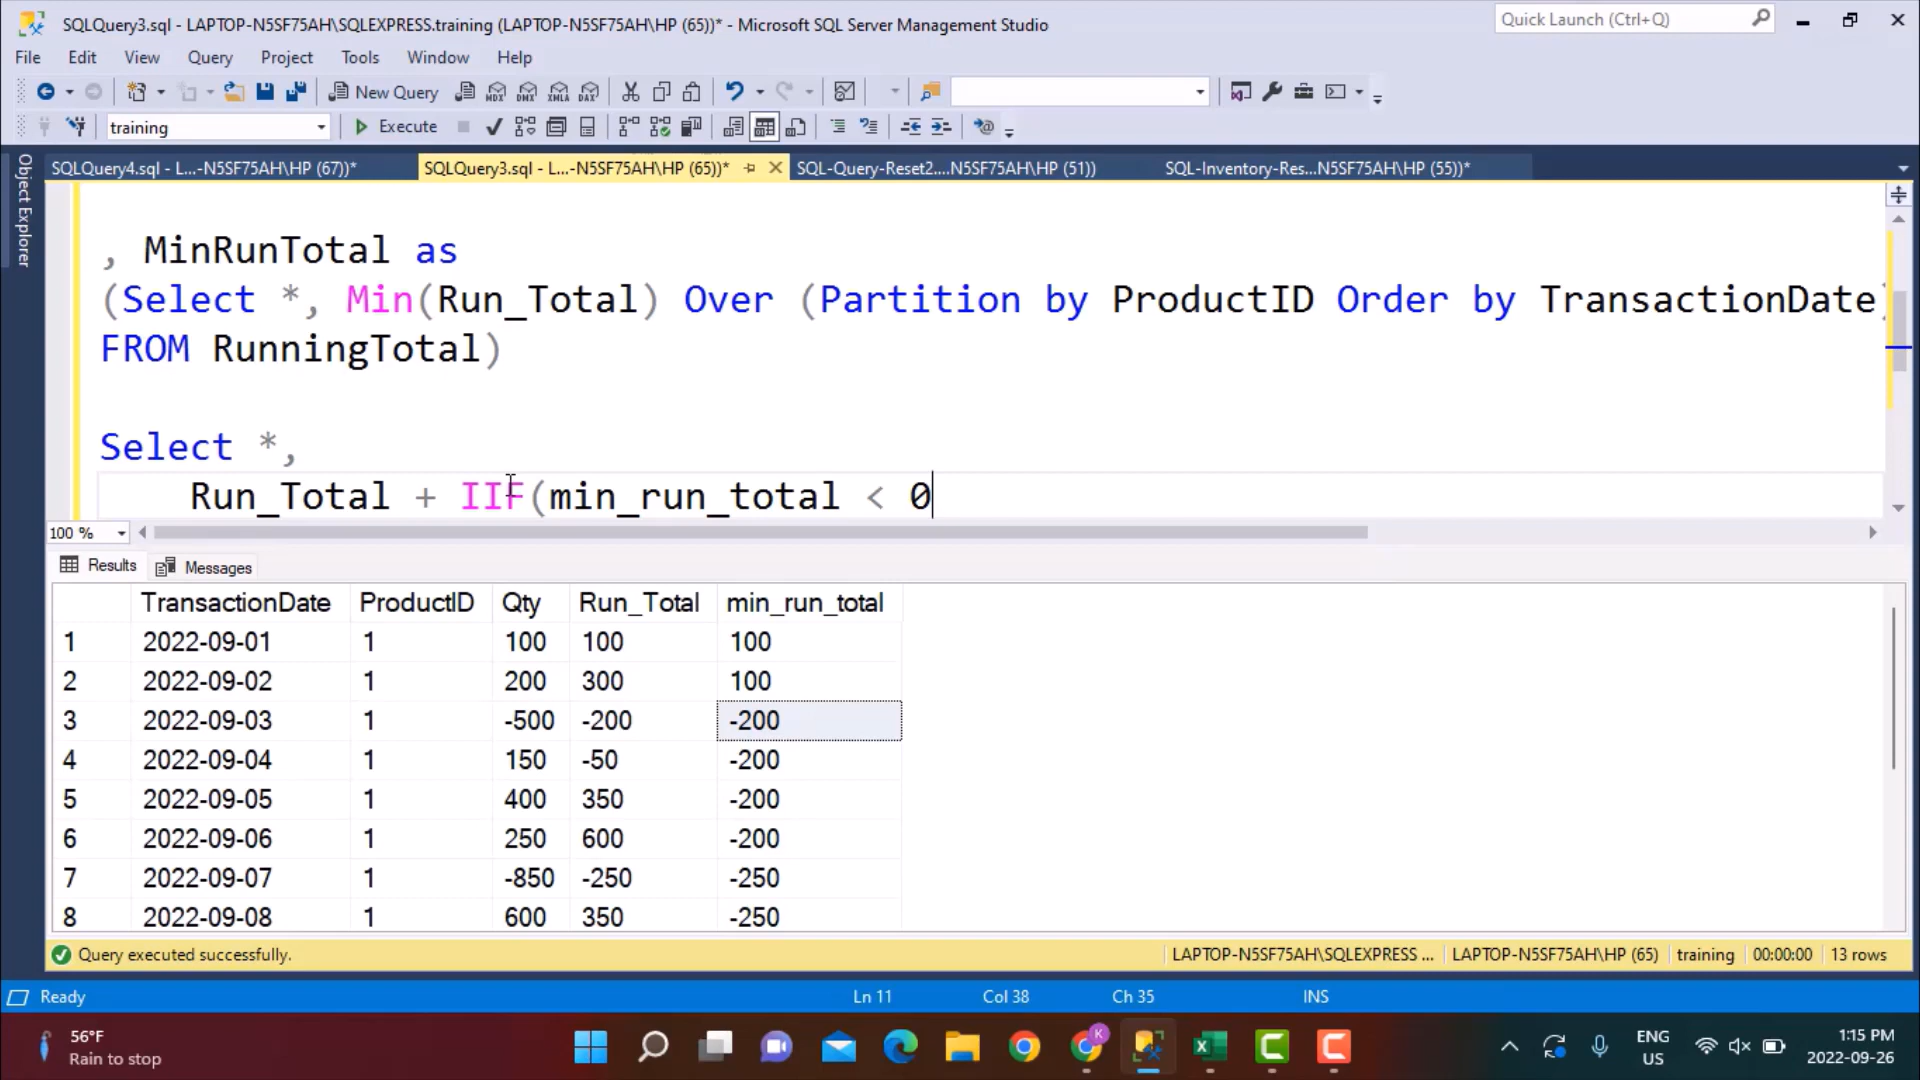 SQLQuery3.sql - LAPTOP-N5SF75AH\SQLEXPRESS.training (LAPTOP-N5SF75AH\HP (65))* - Microsoft SQL Server Management Studio
Quick Launch (Ctrl+Q)
File Edit View Query Project Tools Window Help
New Query
MDX DMX XMLA DAX
training
Execute
Object Explorer
SQLQuery4.sql - L...-N5SF75AH\HP (67))*
SQLQuery3.sql - L...-N5SF75AH\HP (65))*
SQL-Query-Reset2....N5SF75AH\HP (51))
SQL-Inventory-Res...N5SF75AH\HP (55))*
, MinRunTotal as
(Select *, Min(Run_Total) Over (Partition by ProductID Order by TransactionDate)
FROM RunningTotal)
Select *,
Run_Total + IIF(min_run_total < 0
100 %
Results Messages
TransactionDate ProductID Qty Run_Total min_run_total
1 2022-09-01 1 100 100 100
2 2022-09-02 1 200 300 100
3 2022-09-03 1 -500 -200 -200
4 2022-09-04 1 150 -50 -200
5 2022-09-05 1 400 350 -200
6 2022-09-06 1 250 600 -200
7 2022-09-07 1 -850 -250 -250
8 2022-09-08 1 600 350 -250
Query executed successfully.
LAPTOP-N5SF75AH\SQLEXPRESS ... LAPTOP-N5SF75AH\HP (65) training 00:00:00 13 rows
Ready Ln 11 Col 38 Ch 35 INS
56°F
Rain to stop
K
ENG
US
1:15 PM
2022-09-26